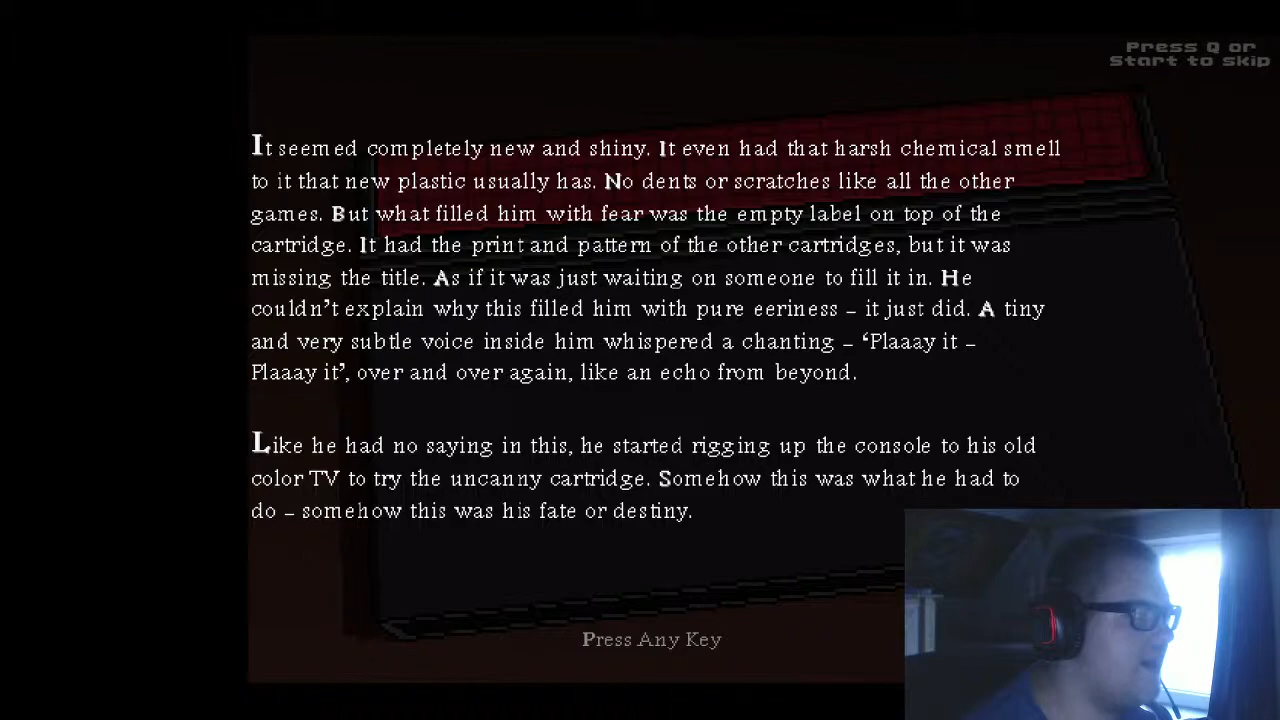 Press Q or
Start to skip
It seemed completely new and shiny. It even had that harsh chemical smell
to it that new plastic usually has. No dents or scratches like all the other
games. But what filled him with fear was the empty label on top of the
cartridge. It had the print and pattern of the other cartridges, but it was
missing the title. As if it was just waiting on someone to fill it in. He
couldn't explain why this filled him with pure eeriness – it just did. A tiny
and very subtle voice inside him whispered a chanting – ‘Plaaay it –
Plaaay it’, over and over again, like an echo from beyond.
Like he had no saying in this, he started rigging up the console to his old
color TV to try the uncanny cartridge. Somehow this was what he had to
do – somehow this was his fate or destiny.
Press Any Key